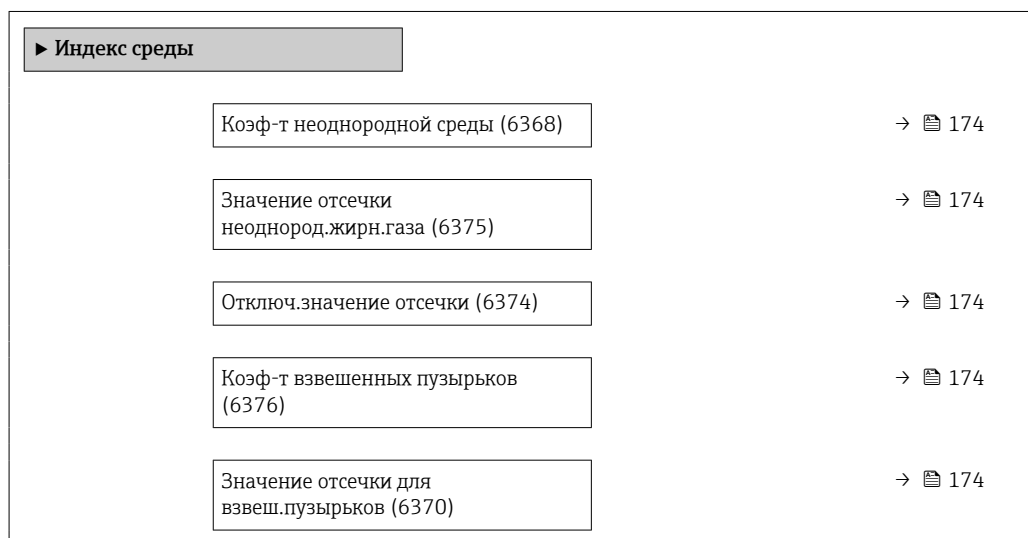 ► Индекс среды
Коэф-т неоднородной среды (6368) → 174
Значение отсечки → 174
неоднород.жирн.газа (6375)
Отключ.значение отсечки (6374) → 174
Коэф-т взвешенных пузырьков → 174
(6376)
Значение отсечки для → 174
взвеш.пузырьков (6370)